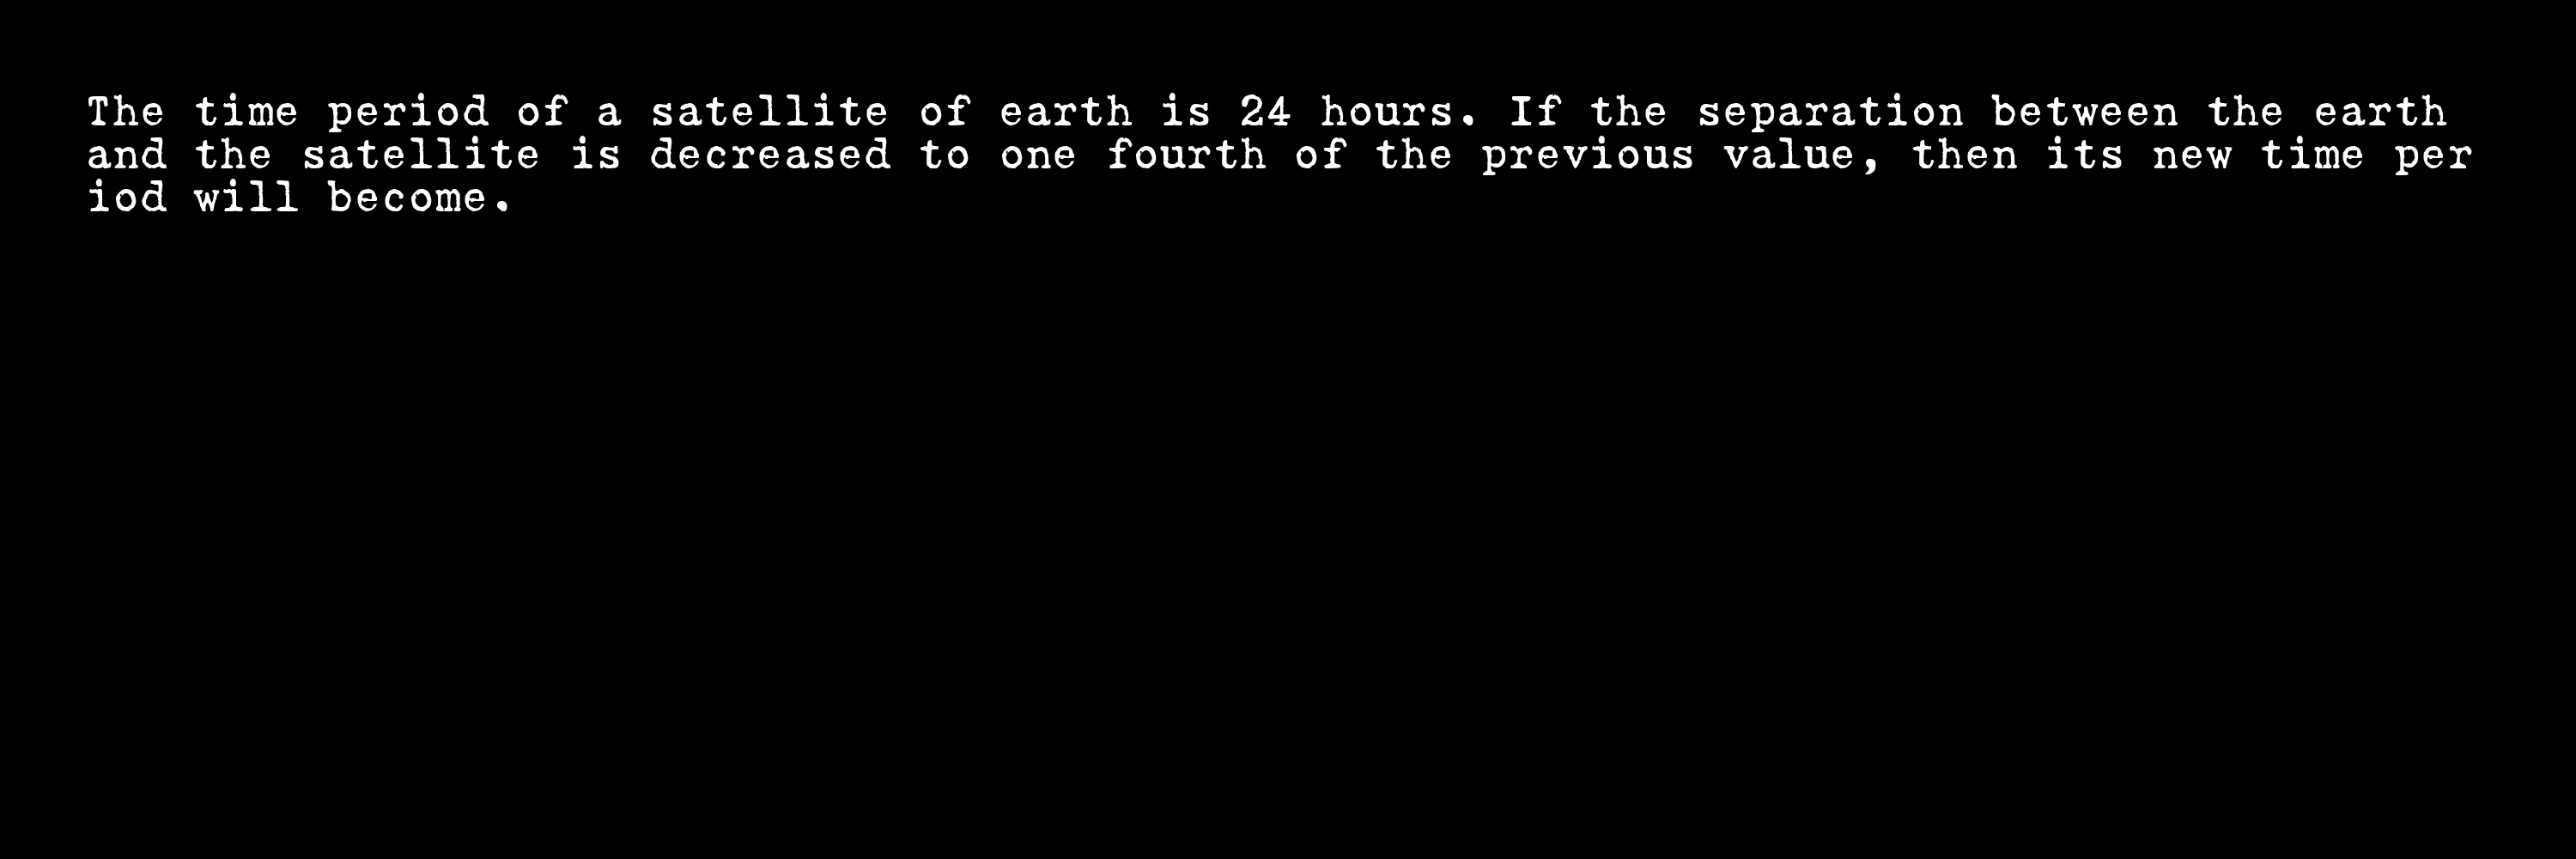 The time period of a satellite of earth is 24 hours. If the separation between the earth
and the satellite is decreased to one fourth of the previous value, then its new time per
iod will become.